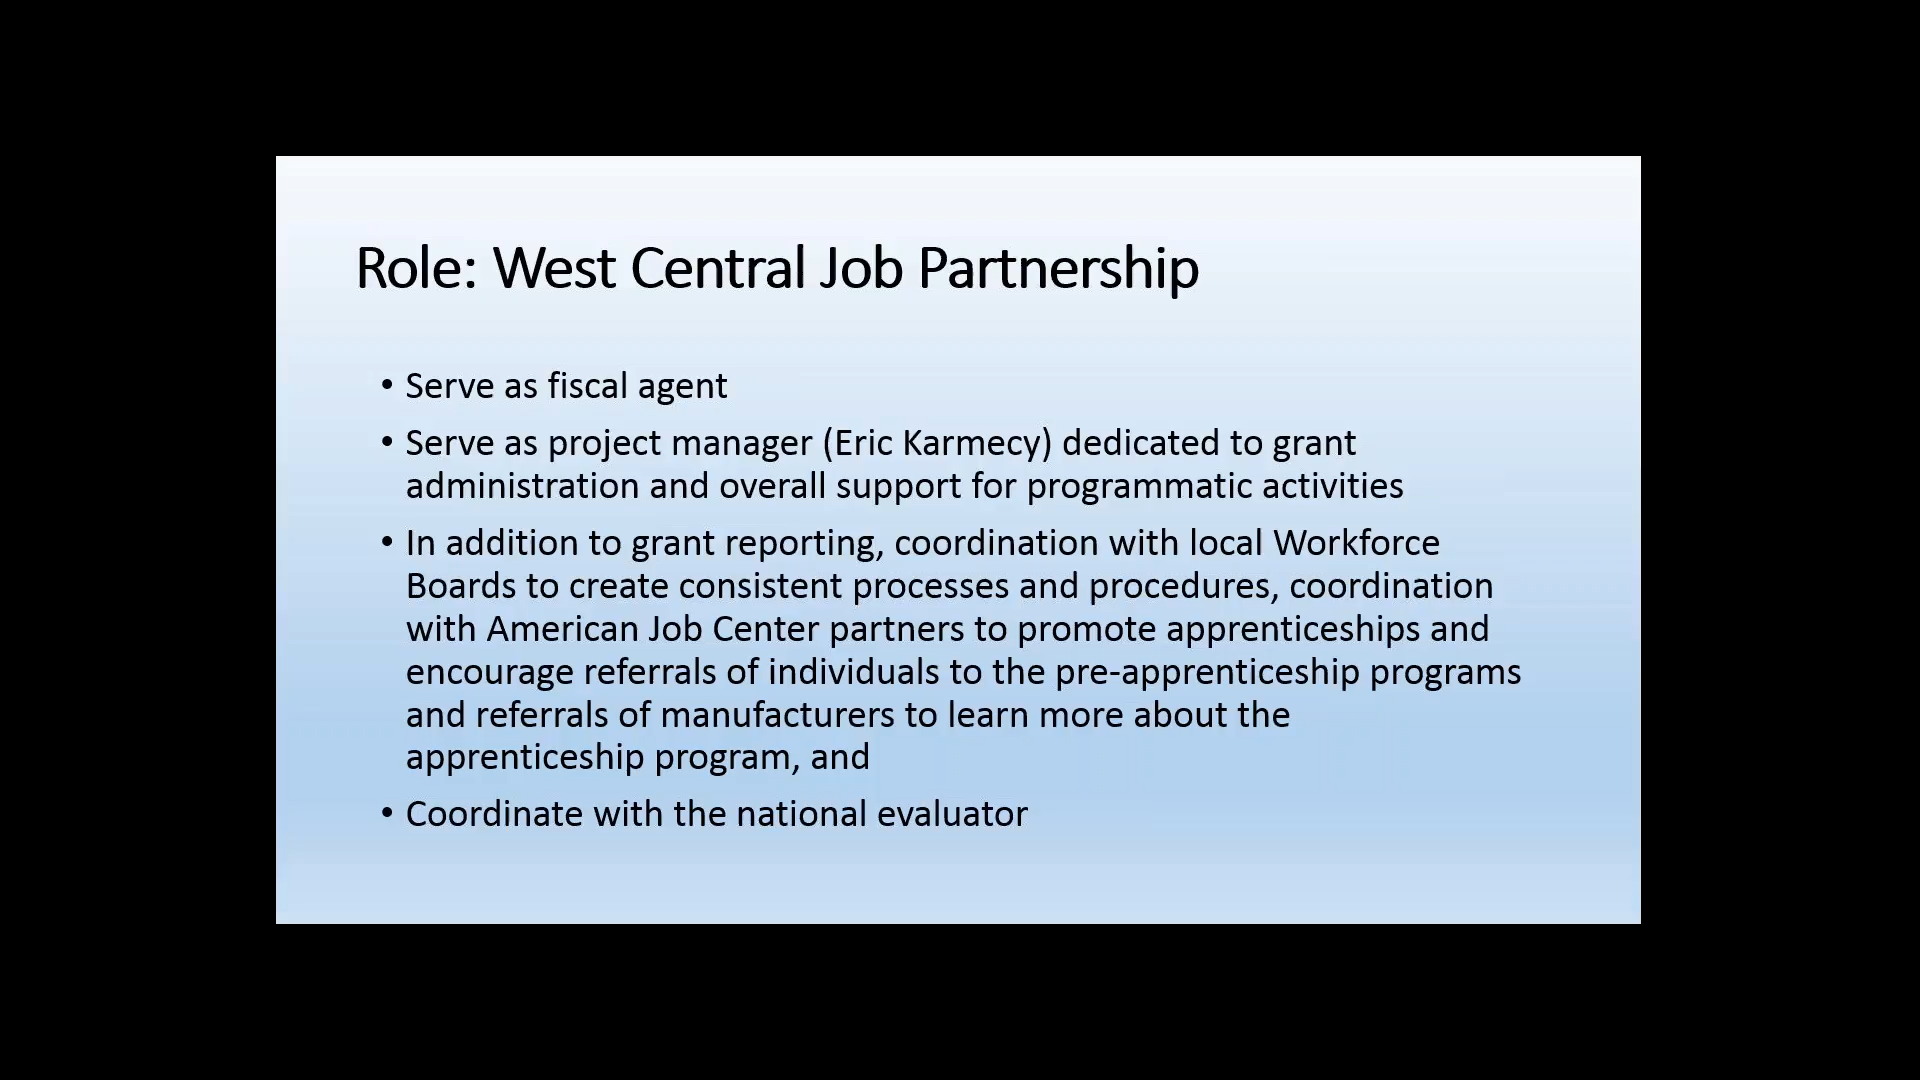 Role: West Central Job Partnership
• Serve as fiscal agent
• Serve as project manager (Eric Karmecy) dedicated to grant
administration and overall support for programmatic activities
• In addition to grant reporting, coordination with local Workforce
Boards to create consistent processes and procedures, coordination
with American Job Center partners to promote apprenticeships and
encourage referrals of individuals to the pre-apprenticeship programs
and referrals of manufacturers to learn more about the
apprenticeship program, and
• Coordinate with the national evaluator